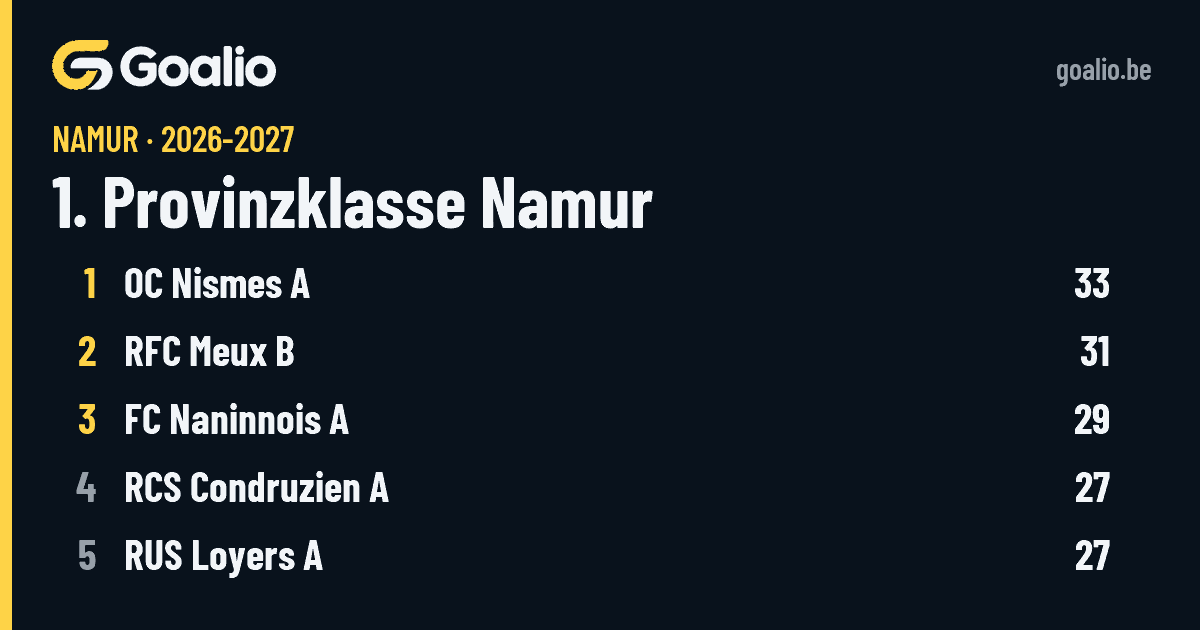 Goalio
goalio.be
NAMUR · 2026-2027
1. Provinzklasse Namur
1 OC Nismes A 33
2 RFC Meux B 31
3 FC Naninnois A 29
4 RCS Condruzien A 27
5 RUS Loyers A 27